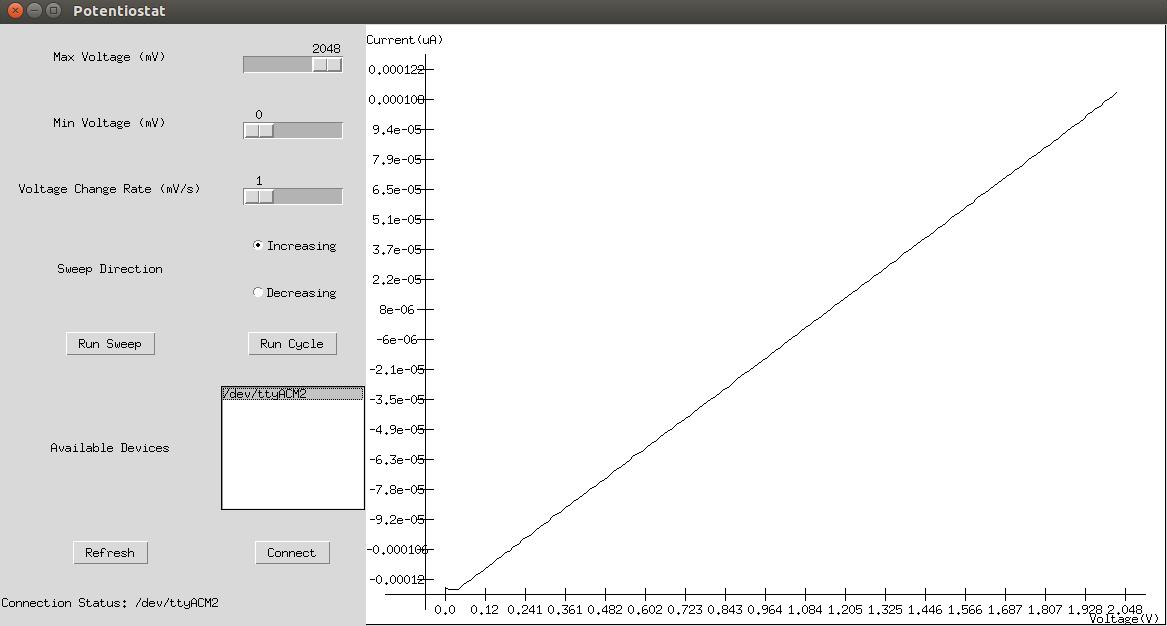 Potentiostat
Max Voltage (mV)
2048
Min Voltage (mV)
0
Voltage Change Rate (mV/s)
1
Sweep Direction
Increasing
Decreasing
Run Sweep
Run Cycle
Available Devices
/dev/ttyACM2
Refresh
Connect
Connection Status: /dev/ttyACM2
Current(uA)
0.000122
0.000108
9.4e-05
7.9e-05
6.5e-05
5.1e-05
3.7e-05
2.2e-05
8e-06
-6e-06
-2.1e-05
-3.5e-05
-4.9e-05
-6.3e-05
-7.8e-05
-9.2e-05
-0.000106
-0.00012
0.0 0.12 0.241 0.361 0.482 0.602 0.723 0.843 0.964 1.084 1.205 1.325 1.446 1.566 1.687 1.807 1.928 2.048
Voltage(V)